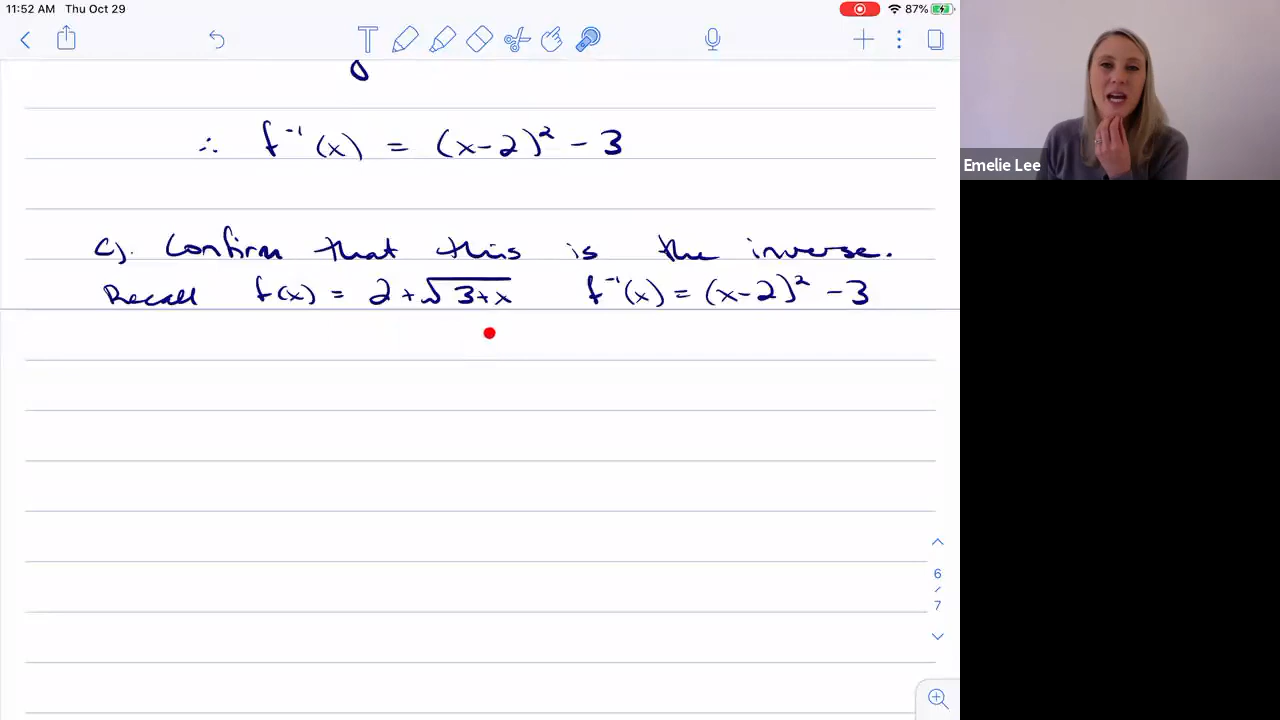 11:52 AM Thu Oct 29
87%
T
∴ f⁻¹(x) = (x-2)² - 3
Emelie Lee
c). Confirm that this is the inverse.
Recall f(x) = 2+√3+x f⁻¹(x) = (x-2)² - 3
6
/
7